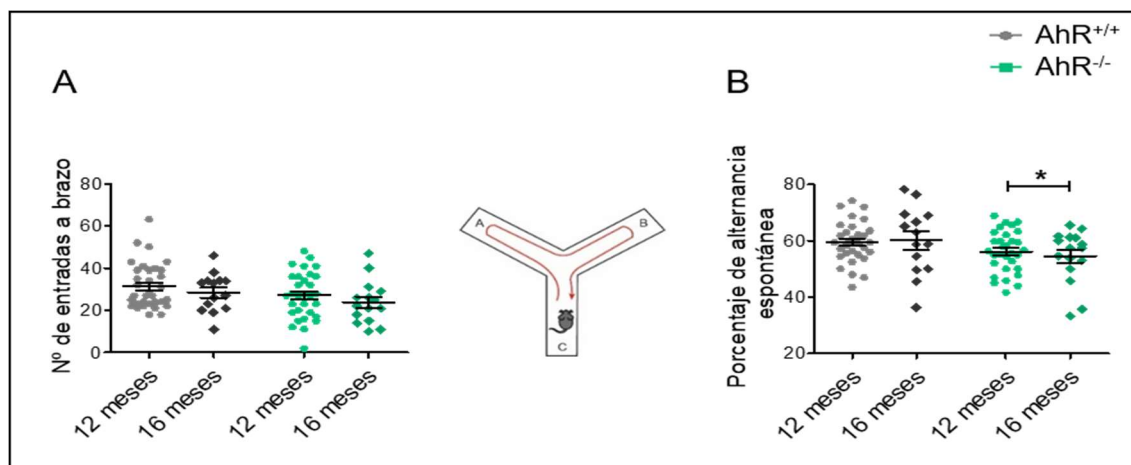 AhR+/+
AhR-/-
A
Nº de entradas a brazo
80
60
40
20
0
12 meses
16 meses
12 meses
16 meses
A
B
C
B
Porcentaje de alternancia
espontánea
80
60
40
20
*
12 meses
16 meses
12 meses
16 meses